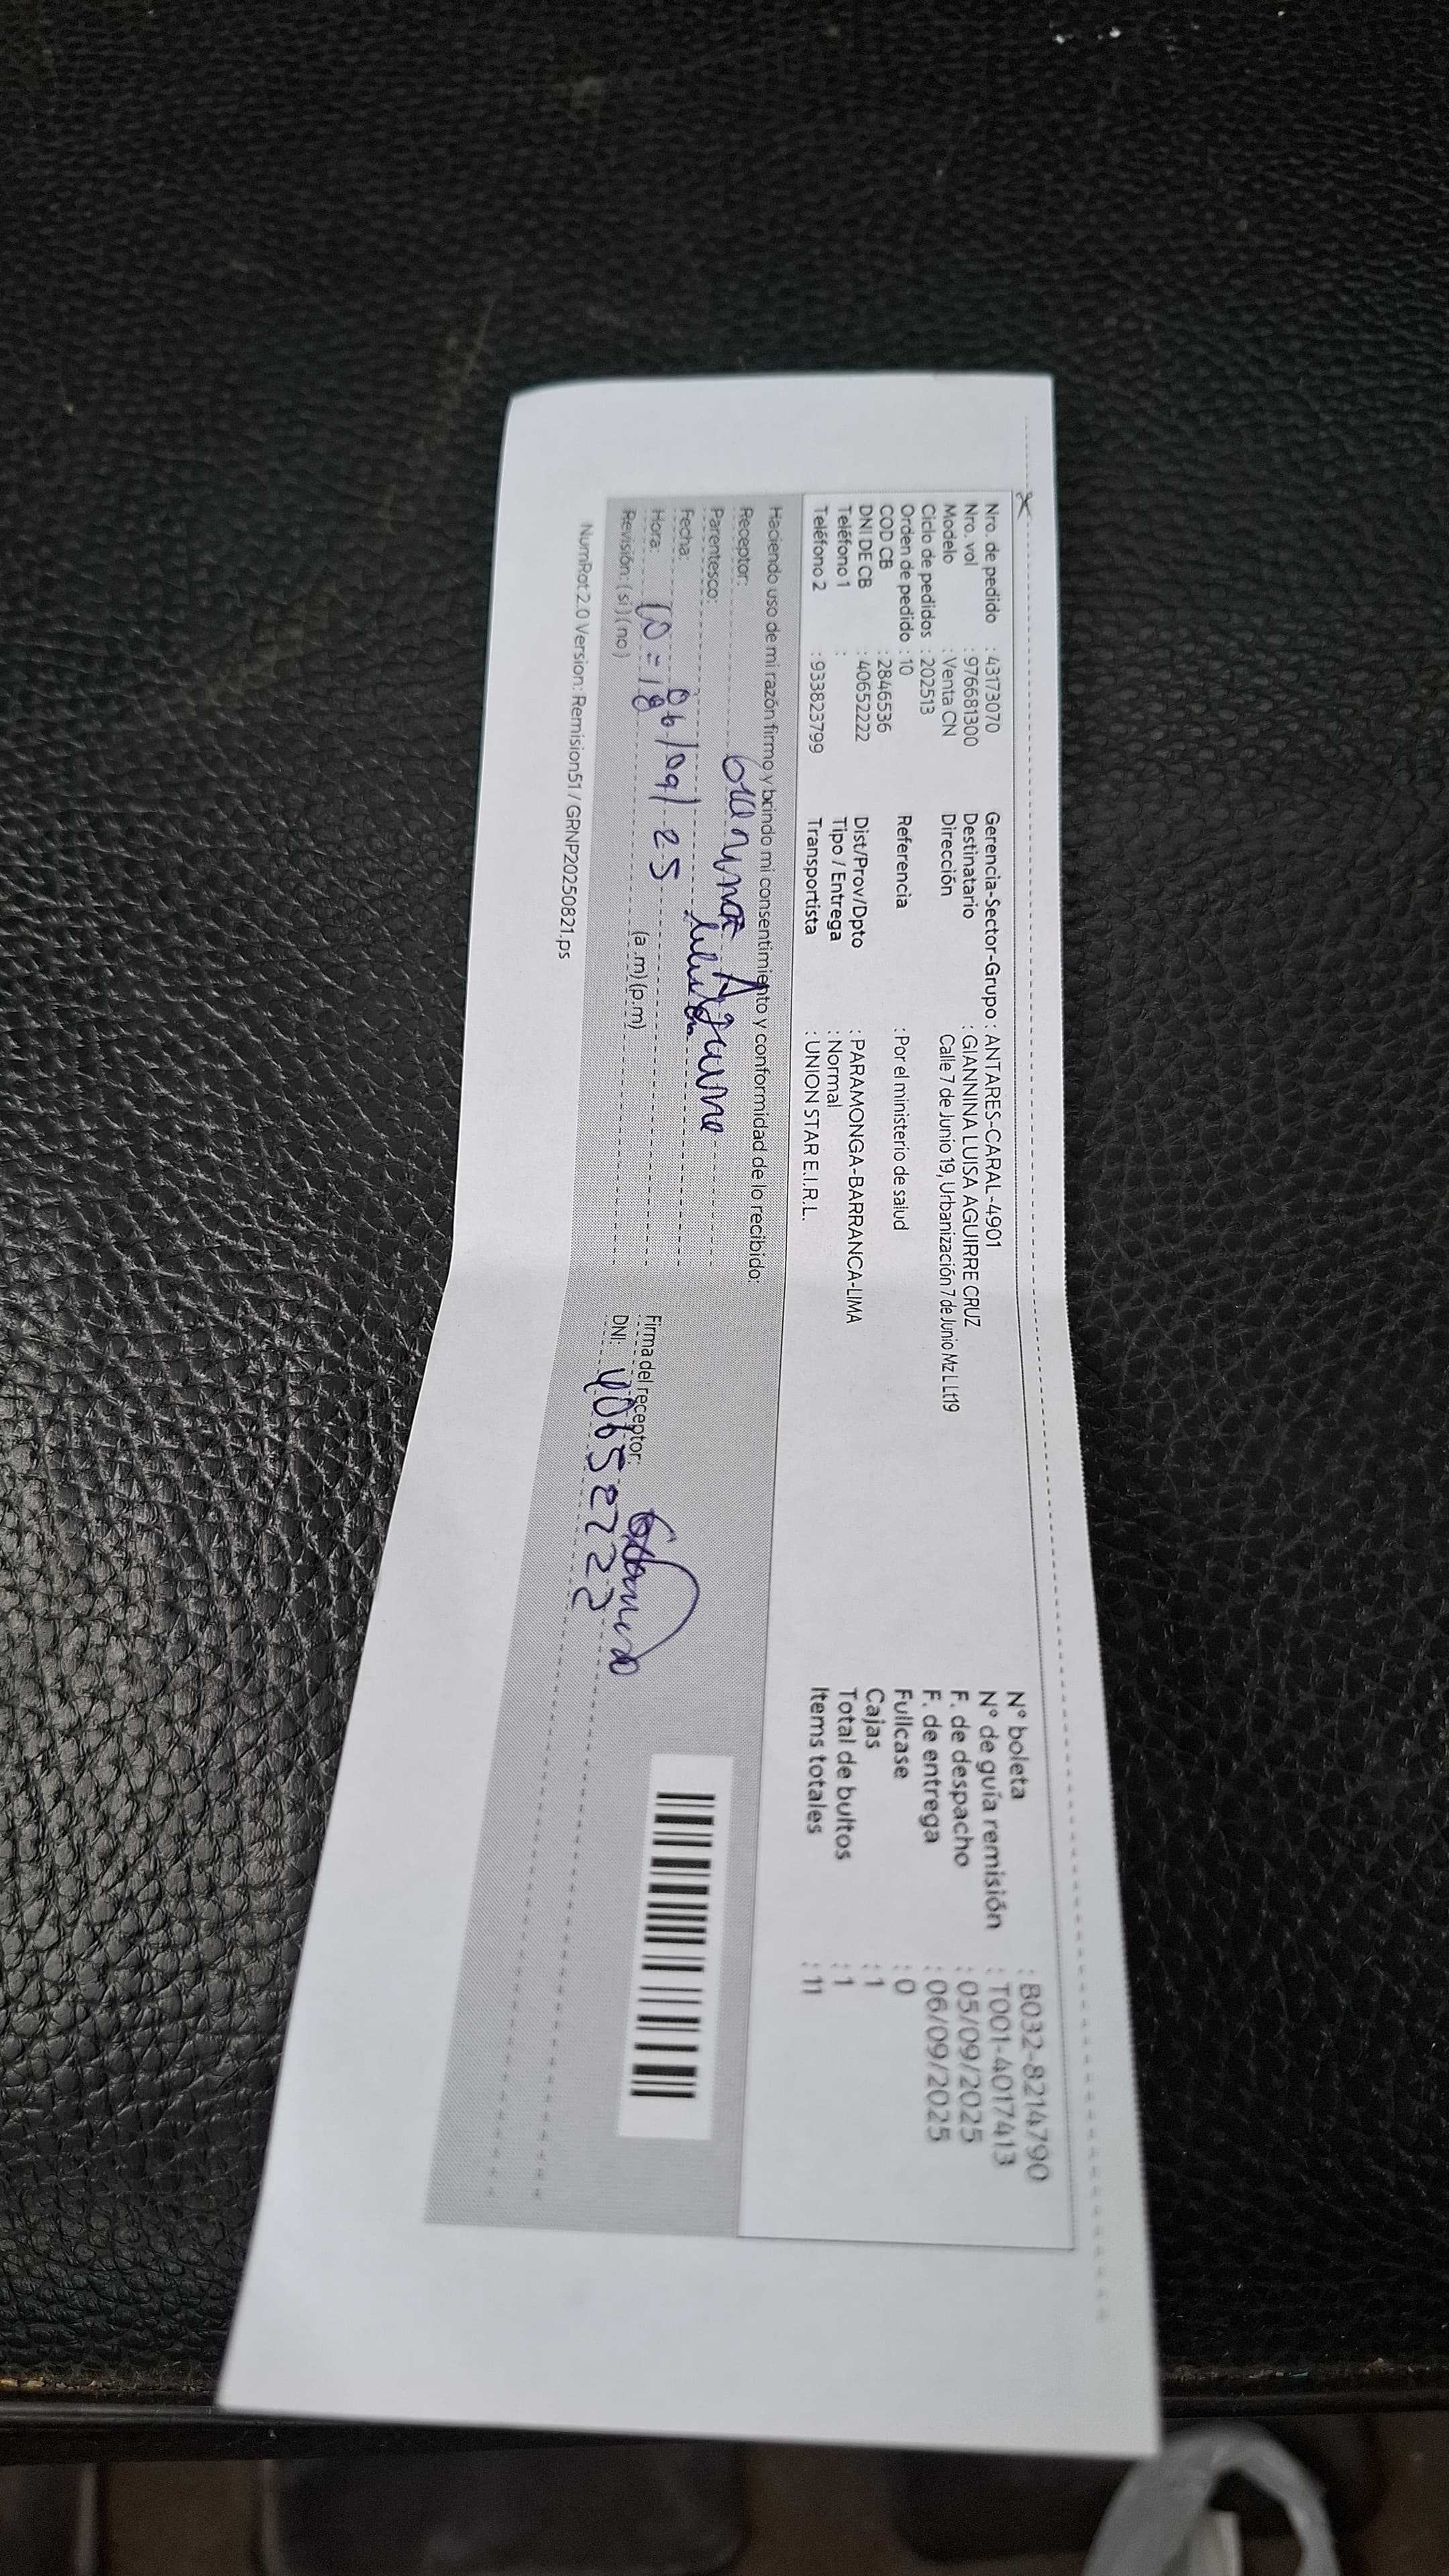 Nro. de pedido : 43173070
Nro. vol : 976681300
Modelo : Venta CN
Ciclo de pedidos : 202513
Orden de pedido : 10
COD CB : 2846536
DNI DE CB : 40652222
Teléfono 1 :
Teléfono 2 : 933823799
Gerencia-Sector-Grupo : ANTARES-CARAL-4901
Destinatario : GIANNINA LUISA AGUIRRE CRUZ
Dirección Calle 7 de Junio 19, Urbanización 7 de Junio Mz L Lt19
Referencia : Por el ministerio de salud
Dist/Prov/Dpto : PARAMONGA-BARRANCA-LIMA
Tipo / Entrega : Normal
Transportista : UNION STAR E.I.R.L.
N° boleta : B032-8214790
N° de guía remisión : T001-4017413
F. de despacho : 05/09/2025
F. de entrega : 06/09/2025
Fullcase : 0
Cajas : 1
Total de bultos : 1
Items totales : 11
Haciendo uso de mi razón firmo y brindo mi consentimiento y conformidad de lo recibido:
Receptor:
Parentesco:
Fecha: 06/09/25
Hora: (a.m) (p.m)
Revisión: (si) (no)
Firma del receptor:
DNI: 40652222
NumRot 2.0 Version: Remision51 / GRNP20250821.ps